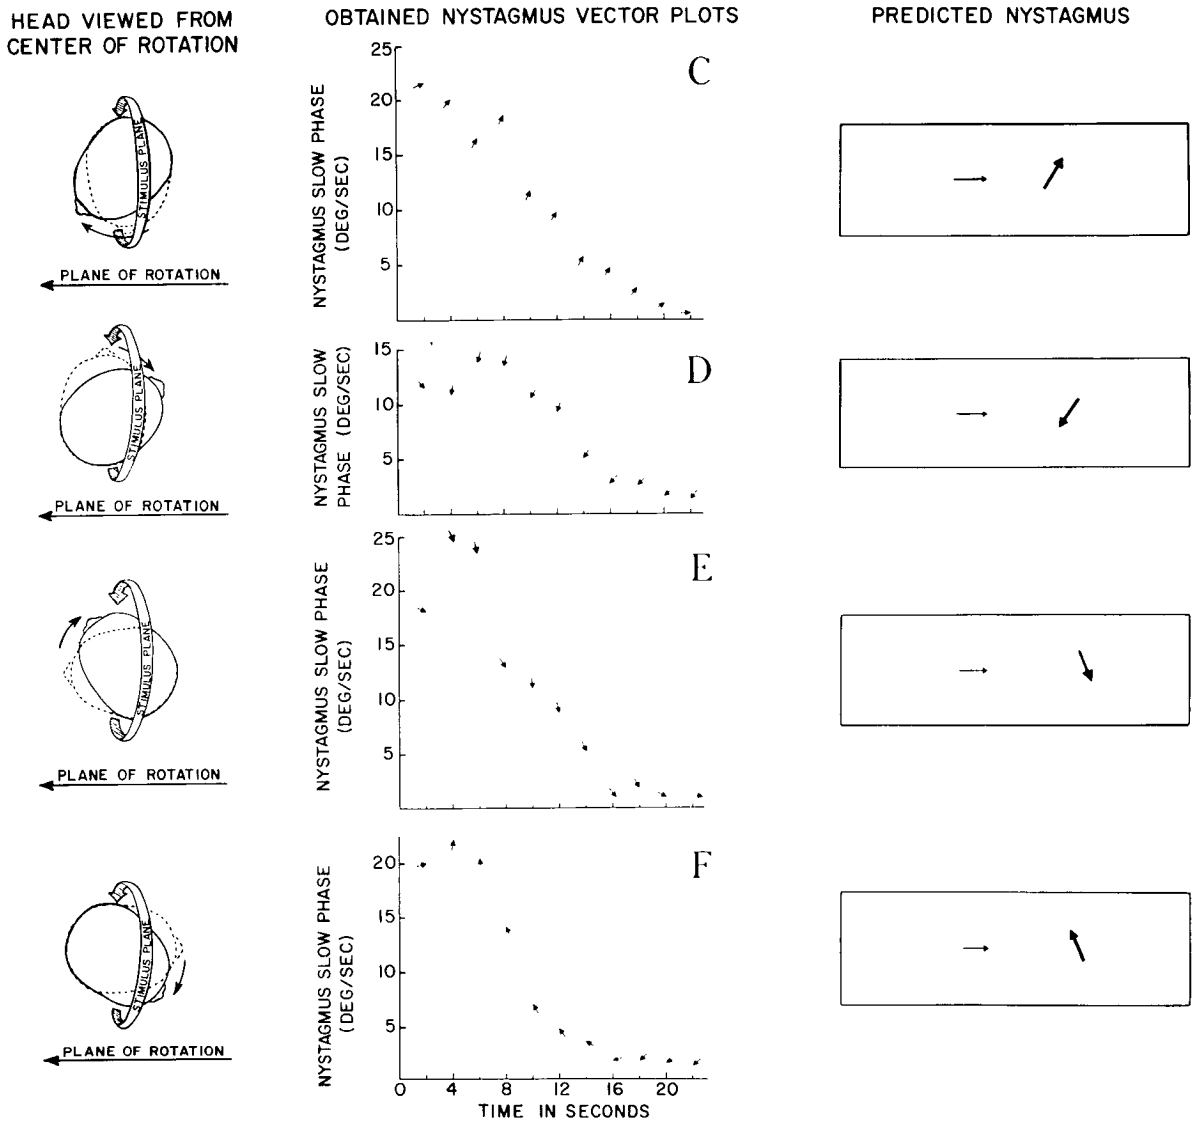 HEAD VIEWED FROM
CENTER OF ROTATION
OBTAINED NYSTAGMUS VECTOR PLOTS
PREDICTED NYSTAGMUS
STIMULUS PLANE
PLANE OF ROTATION
NYSTAGMUS SLOW PHASE
(DEG/SEC)
25
20
15
10
5
C
STIMULUS PLANE
PLANE OF ROTATION
NYSTAGMUS SLOW
PHASE (DEG/SEC)
15
10
5
D
STIMULUS PLANE
PLANE OF ROTATION
NYSTAGMUS SLOW PHASE
(DEG/SEC)
25
20
15
10
5
E
STIMULUS PLANE
PLANE OF ROTATION
NYSTAGMUS SLOW PHASE
(DEG/SEC)
20
15
10
5
F
0 4 8 12 16 20
TIME IN SECONDS